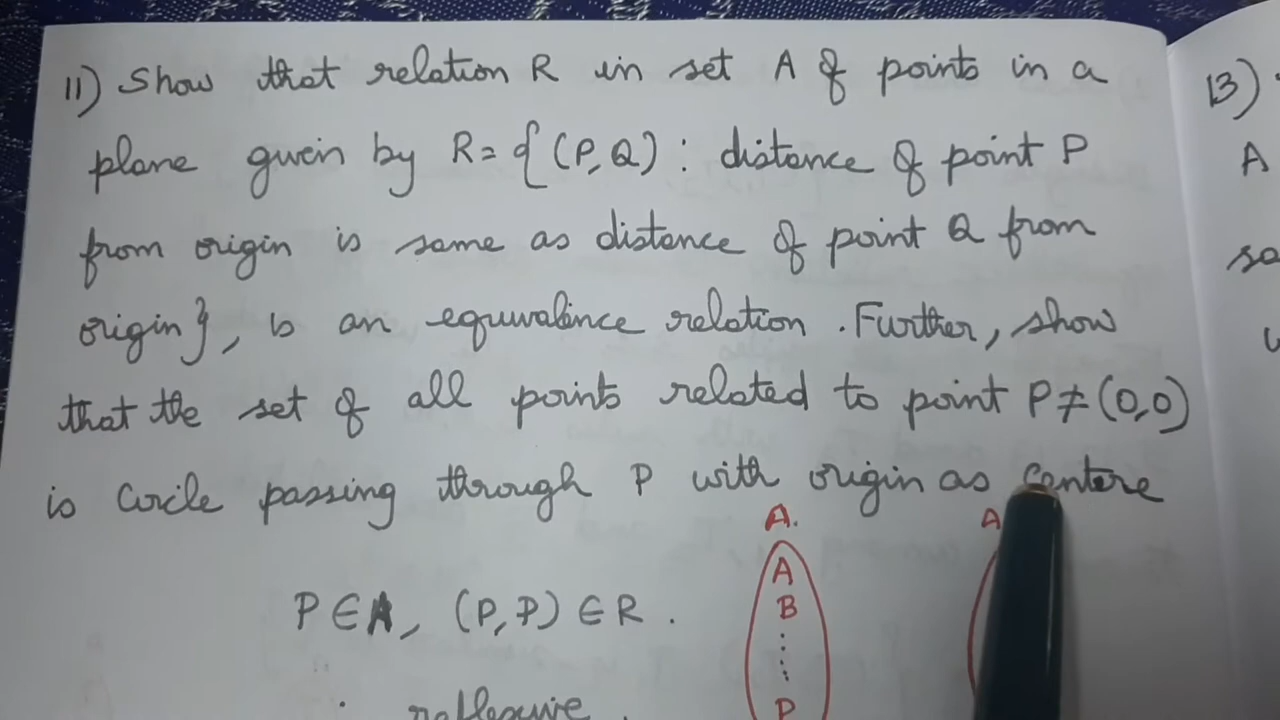 11) Show that relation R in set A of points in a
plane given by R = { (P, Q) : distance of point P
from origin is same as distance of point Q from
origin}, is an equivalence relation. Further, show
that the set of all points related to point P ≠ (0,0)
is circle passing through P with origin as centere
P ∈ A, (P, P) ∈ R .
∴ reflexive.
A.
A
B
P
A
13)
A